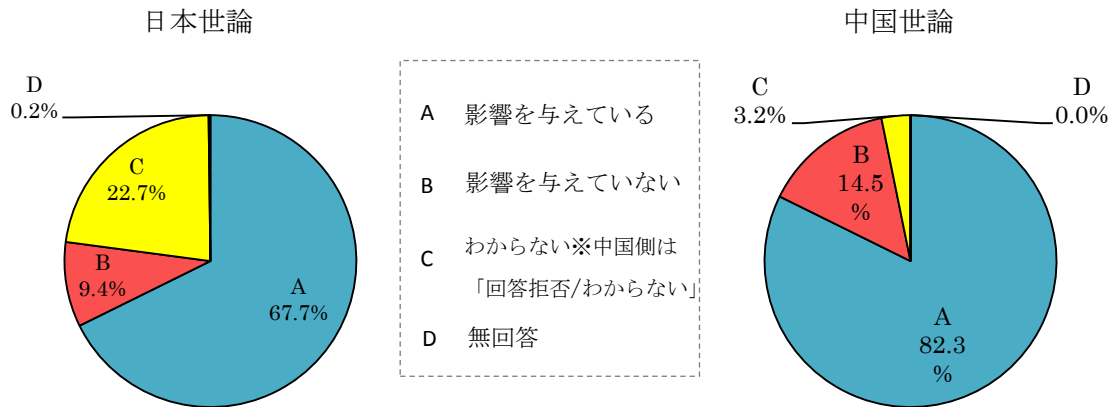 日本世論
D
0.2%
C
22.7%
B
9.4%
A
67.7%
A 影響を与えている
B 影響を与えていない
C わからない※中国側は
「回答拒否/わからない」
D 無回答
中国世論
C
3.2%
D
0.0%
B
14.5
%
A
82.3
%